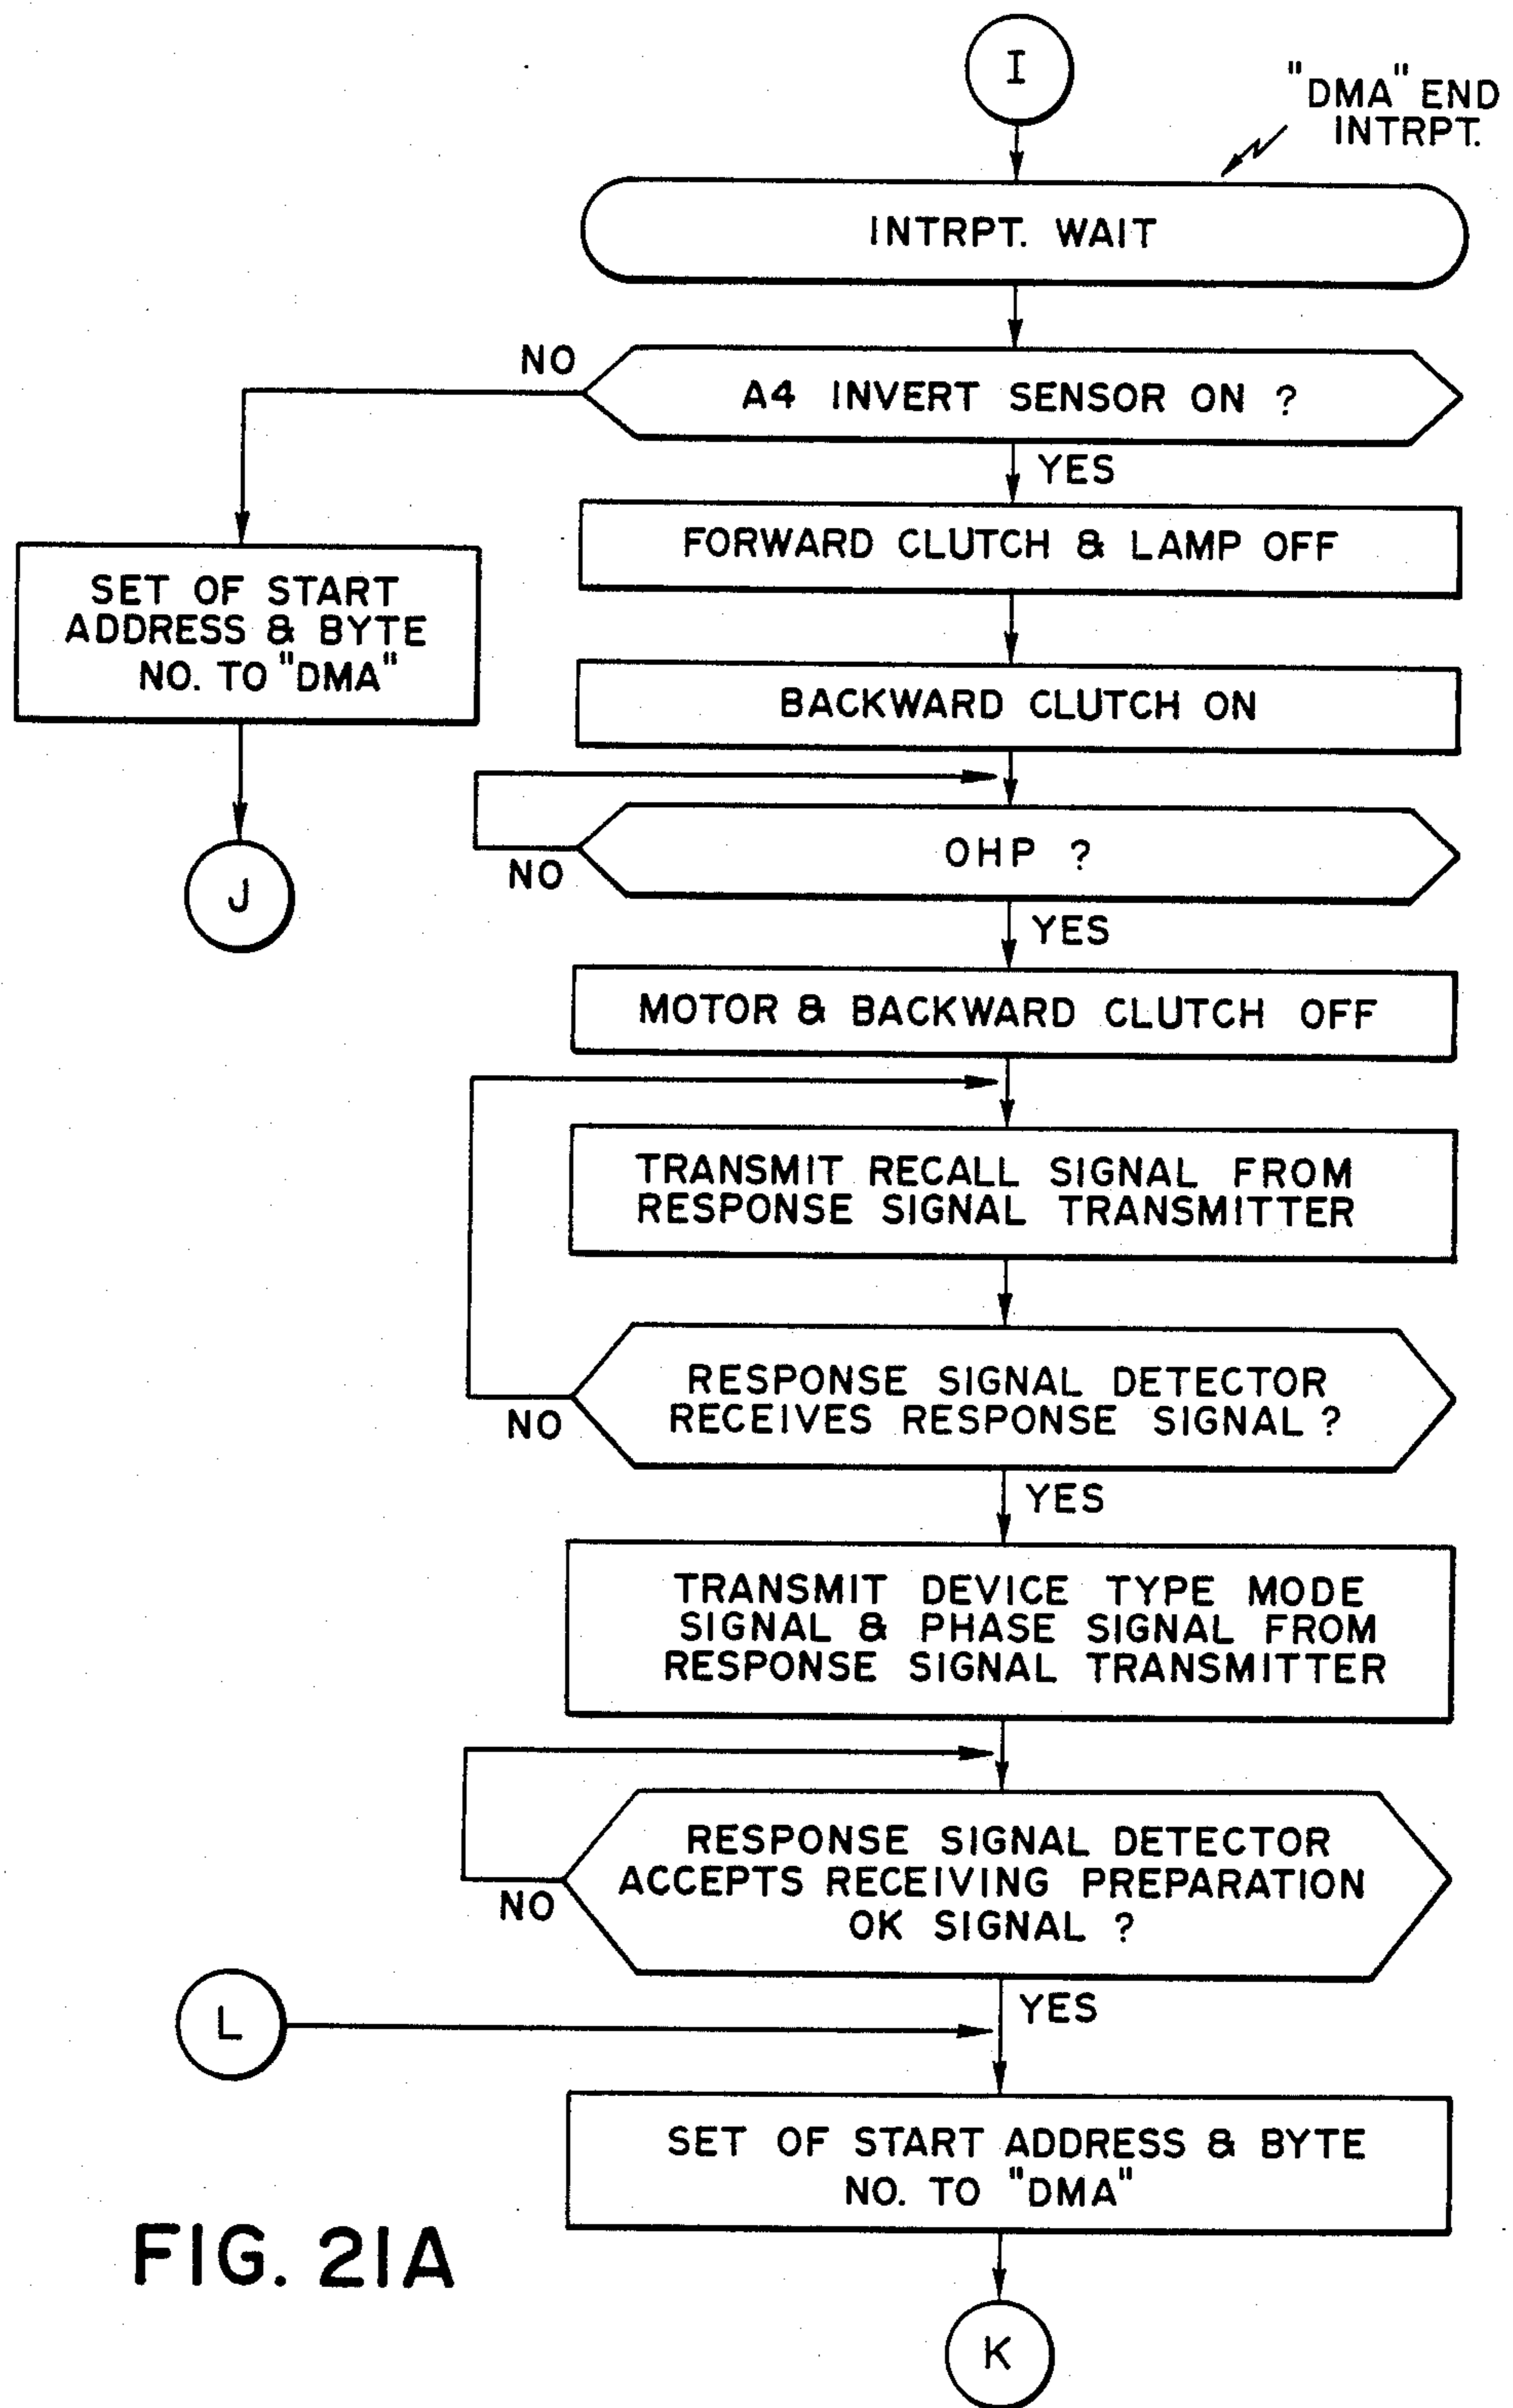 I
"DMA" END
INTRPT.
INTRPT. WAIT
NO
A4 INVERT SENSOR ON ?
YES
FORWARD CLUTCH & LAMP OFF
SET OF START
ADDRESS & BYTE
NO. TO "DMA"
BACKWARD CLUTCH ON
J
OHP ?
NO
YES
MOTOR & BACKWARD CLUTCH OFF
TRANSMIT RECALL SIGNAL FROM
RESPONSE SIGNAL TRANSMITTER
RESPONSE SIGNAL DETECTOR
RECEIVES RESPONSE SIGNAL ?
NO
YES
TRANSMIT DEVICE TYPE MODE
SIGNAL & PHASE SIGNAL FROM
RESPONSE SIGNAL TRANSMITTER
RESPONSE SIGNAL DETECTOR
ACCEPTS RECEIVING PREPARATION
OK SIGNAL ?
NO
YES
L
SET OF START ADDRESS & BYTE
NO. TO "DMA"
FIG. 21A
K